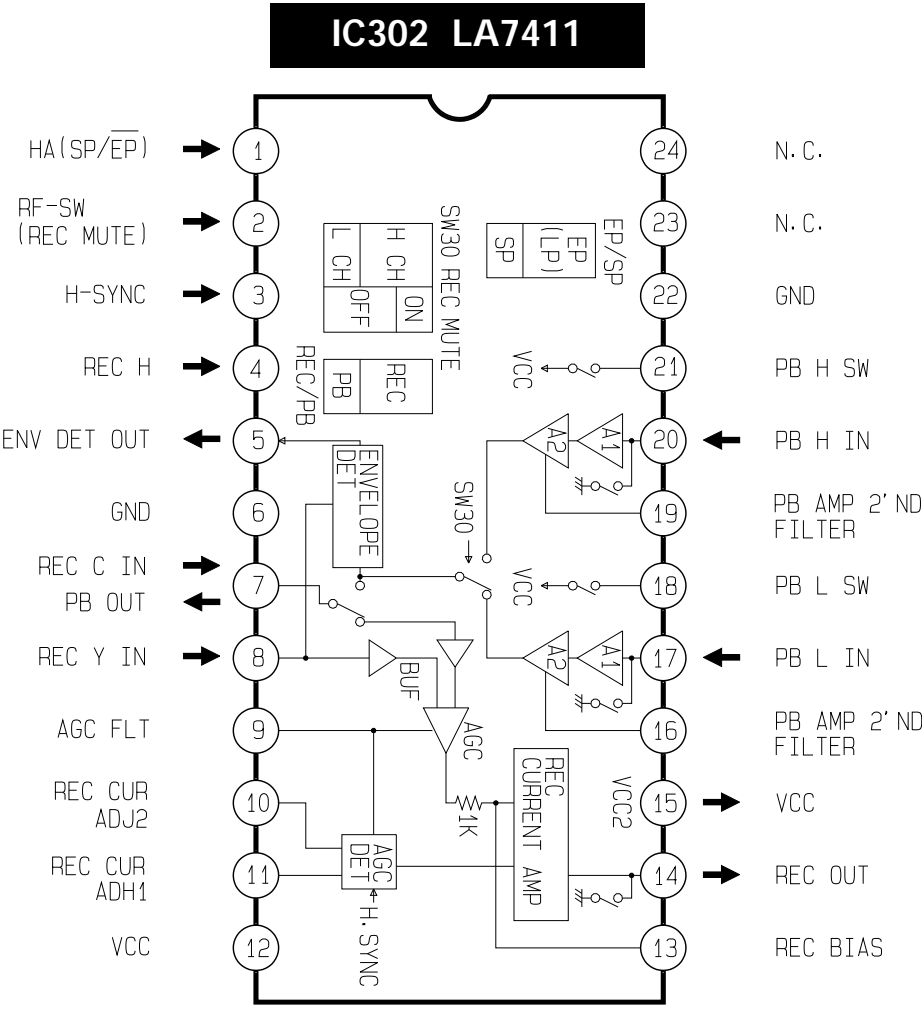 IC302 LA7411
HA(SP/EP)
1
RF-SW
(REC MUTE)
2
H-SYNC
3
REC H
4
ENV DET OUT
5
GND
6
REC C IN
PB OUT
7
REC Y IN
8
AGC FLT
9
REC CUR
ADJ2
10
REC CUR
ADH1
11
VCC
12
24
N.C.
23
N.C.
22
GND
21
PB H SW
20
PB H IN
19
PB AMP 2'ND
FILTER
18
PB L SW
17
PB L IN
16
PB AMP 2'ND
FILTER
15
VCC
14
REC OUT
13
REC BIAS
SW30 REC MUTE
H CH
L CH
ON
OFF
REC/PB
REC
PB
EP/SP
EP
(LP)
SP
VCC
A1
A2
ENVELOPE
DET
SW30
VCC
A1
A2
BUF
AGC
1K
REC
CURRENT AMP
VCC2
AGC
DET
H.SYNC